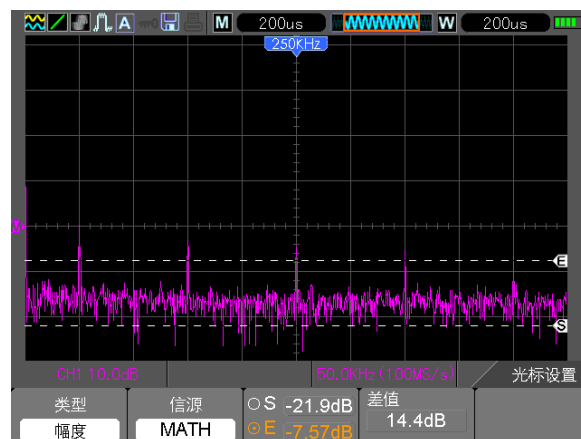 A M 200us W 200us
250KHz
M
E
S
CH1 10.0dB 50.0KHz(100MS/s) 光标设置
类型 信源 S -21.9dB 差值
幅度 MATH E -7.57dB 14.4dB